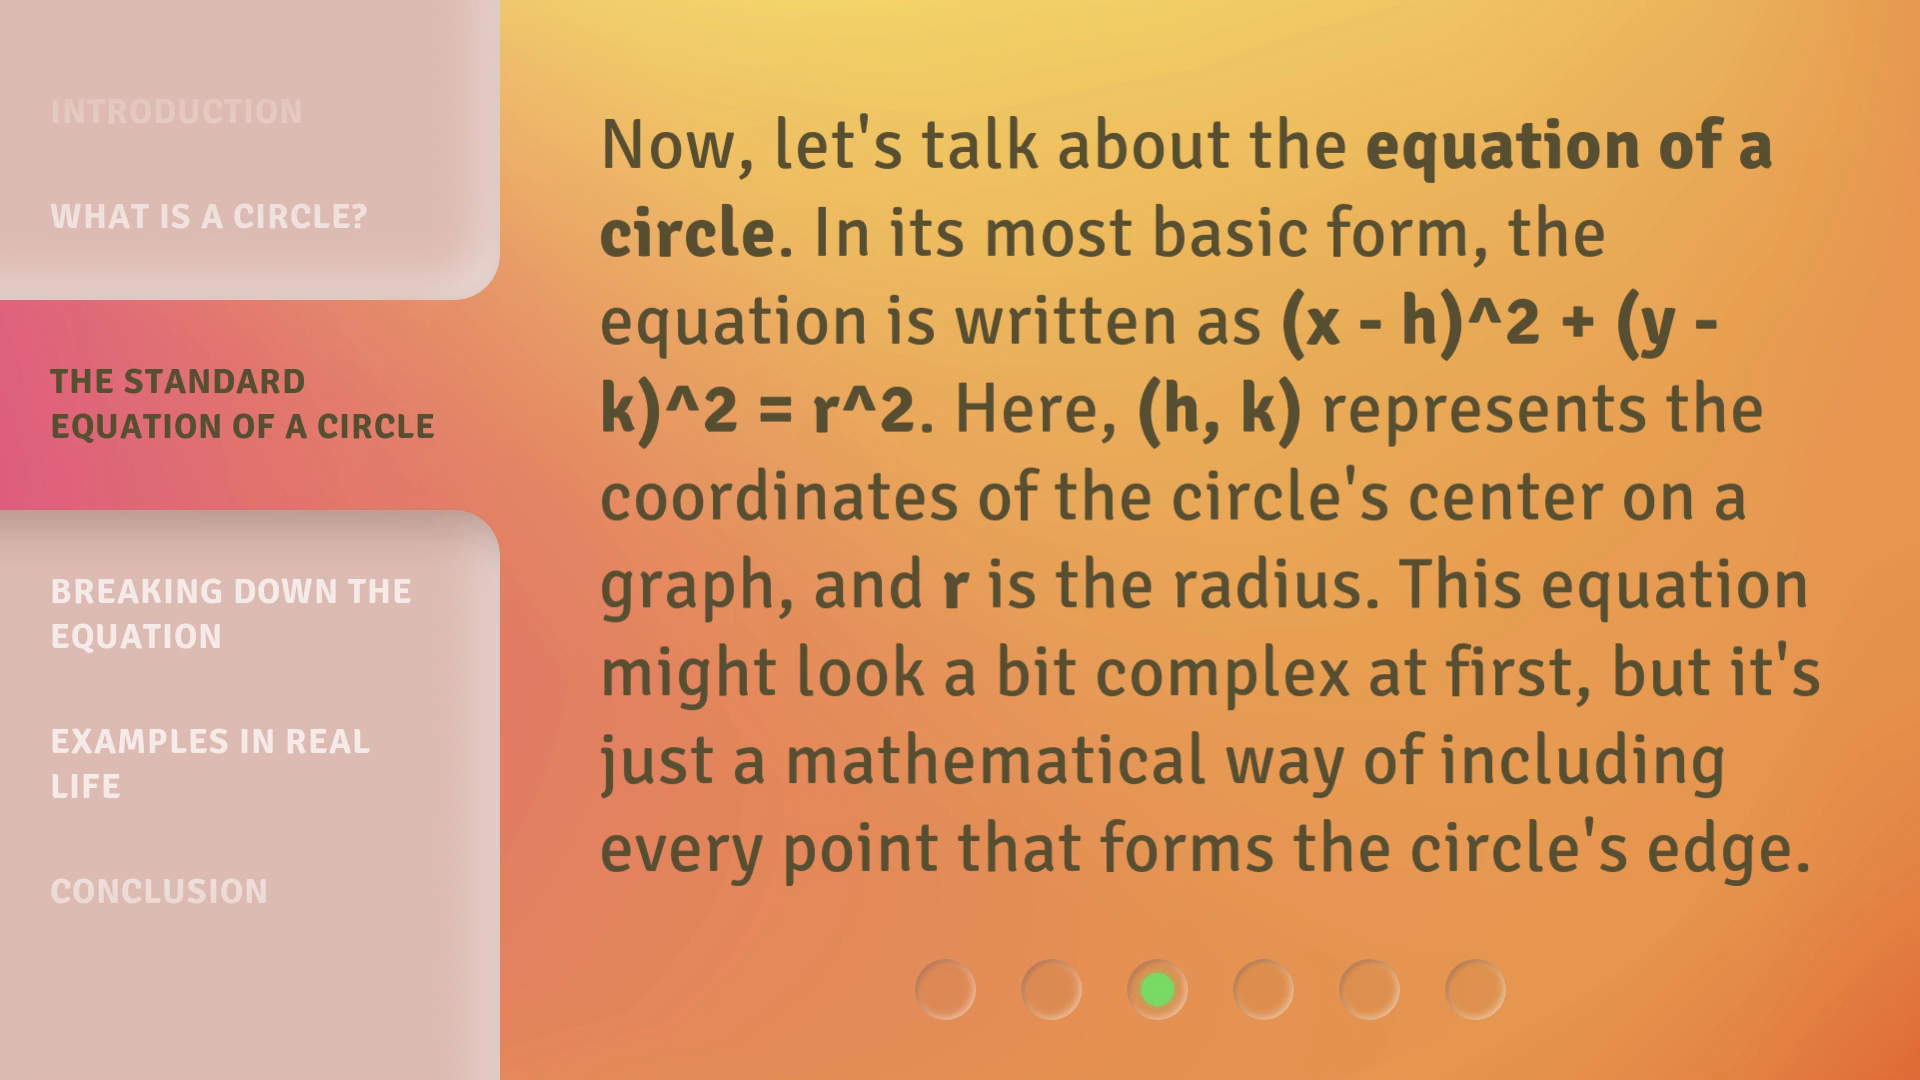 INTRODUCTION
WHAT IS A CIRCLE?
THE STANDARD
EQUATION OF A CIRCLE
BREAKING DOWN THE
EQUATION
EXAMPLES IN REAL
LIFE
CONCLUSION
Now, let's talk about the equation of a
circle. In its most basic form, the
equation is written as (x - h)^2 + (y -
k)^2 = r^2. Here, (h, k) represents the
coordinates of the circle's center on a
graph, and r is the radius. This equation
might look a bit complex at first, but it's
just a mathematical way of including
every point that forms the circle's edge.